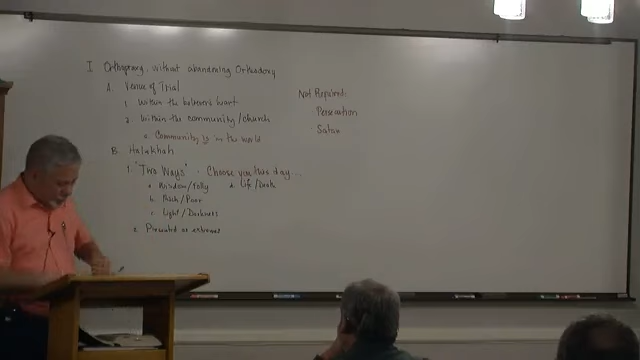 I Orthopraxy without abandoning Orthodoxy
A. Venue of Trial
1. Within the believer's heart
2. Within the community/church
a. Community is in the world
B. Halakhah
1. "Two Ways" - Choose you this day...
a. Wisdom/Folly d. Life/Death
b. Rich/Poor
c. Light/Darkness
2. Presented as extremes
Not Required:
Persecution
Satan